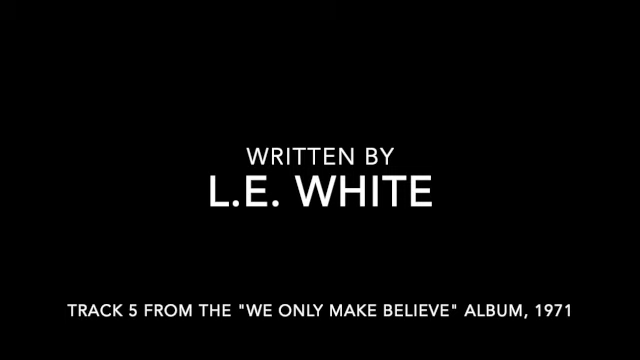 WRITTEN BY
L.E. WHITE
TRACK 5 FROM THE "WE ONLY MAKE BELIEVE" ALBUM, 1971